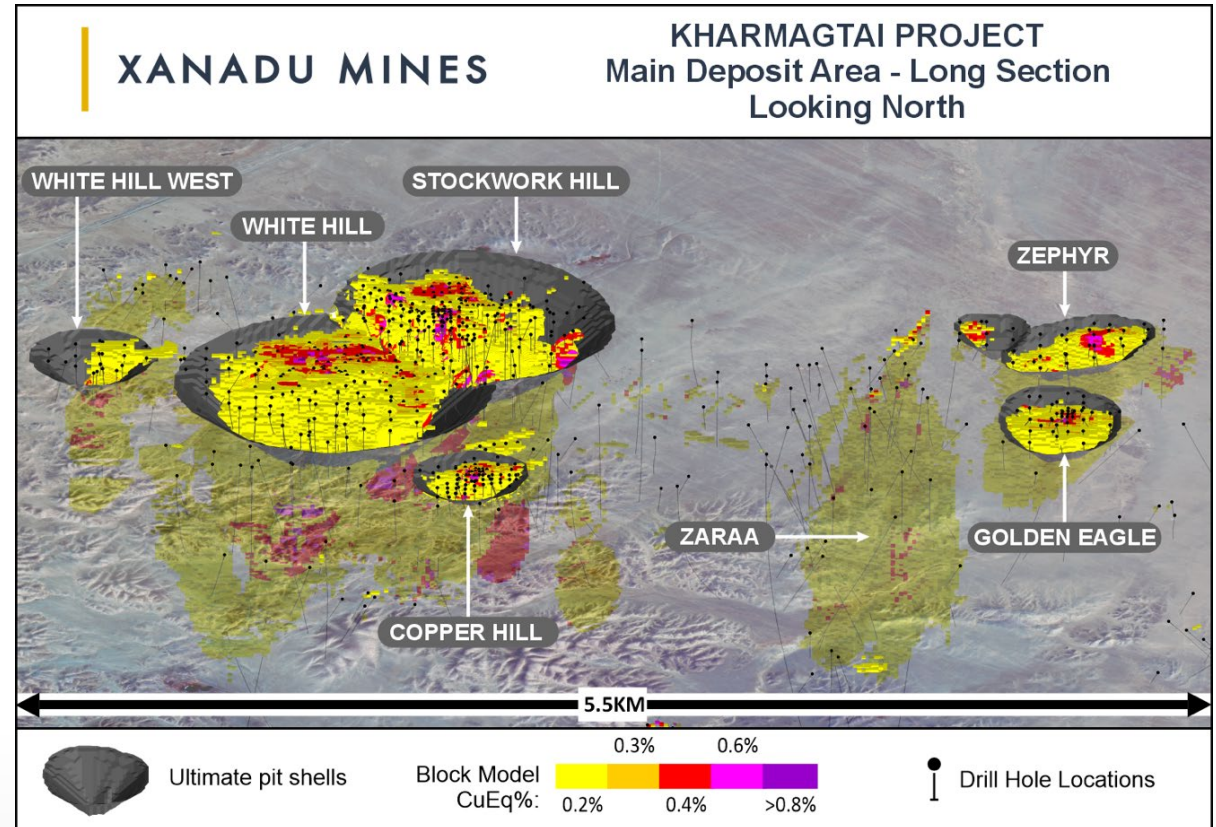 XANADU MINES
KHARMAGTAI PROJECT
Main Deposit Area - Long Section
Looking North
WHITE HILL WEST
STOCKWORK HILL
WHITE HILL
ZEPHYR
ZARAA
GOLDEN EAGLE
COPPER HILL
5.5KM
Ultimate pit shells
Block Model
CuEq%:
0.3%
0.6%
0.2%
0.4%
>0.8%
Drill Hole Locations